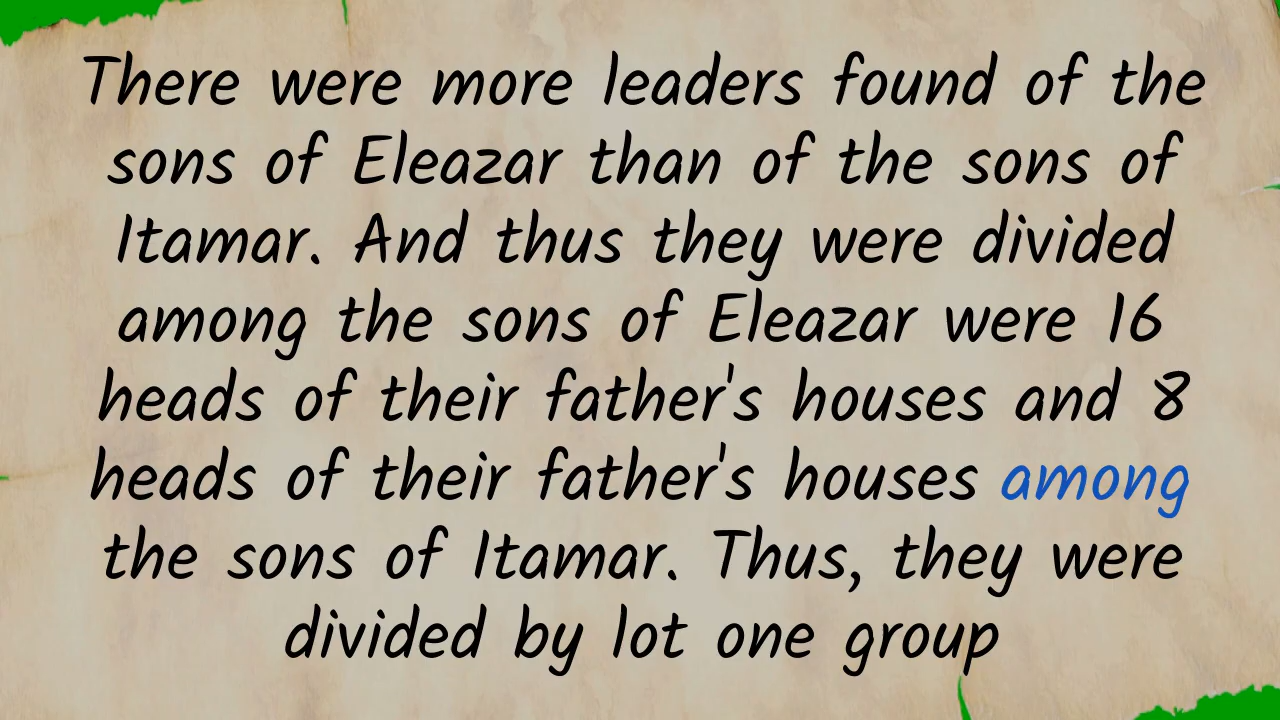 There were more leaders found of the
sons of Eleazar than of the sons of
Itamar. And thus they were divided
among the sons of Eleazar were 16
heads of their father's houses and 8
heads of their father's houses among
the sons of Itamar. Thus, they were
divided by lot one group